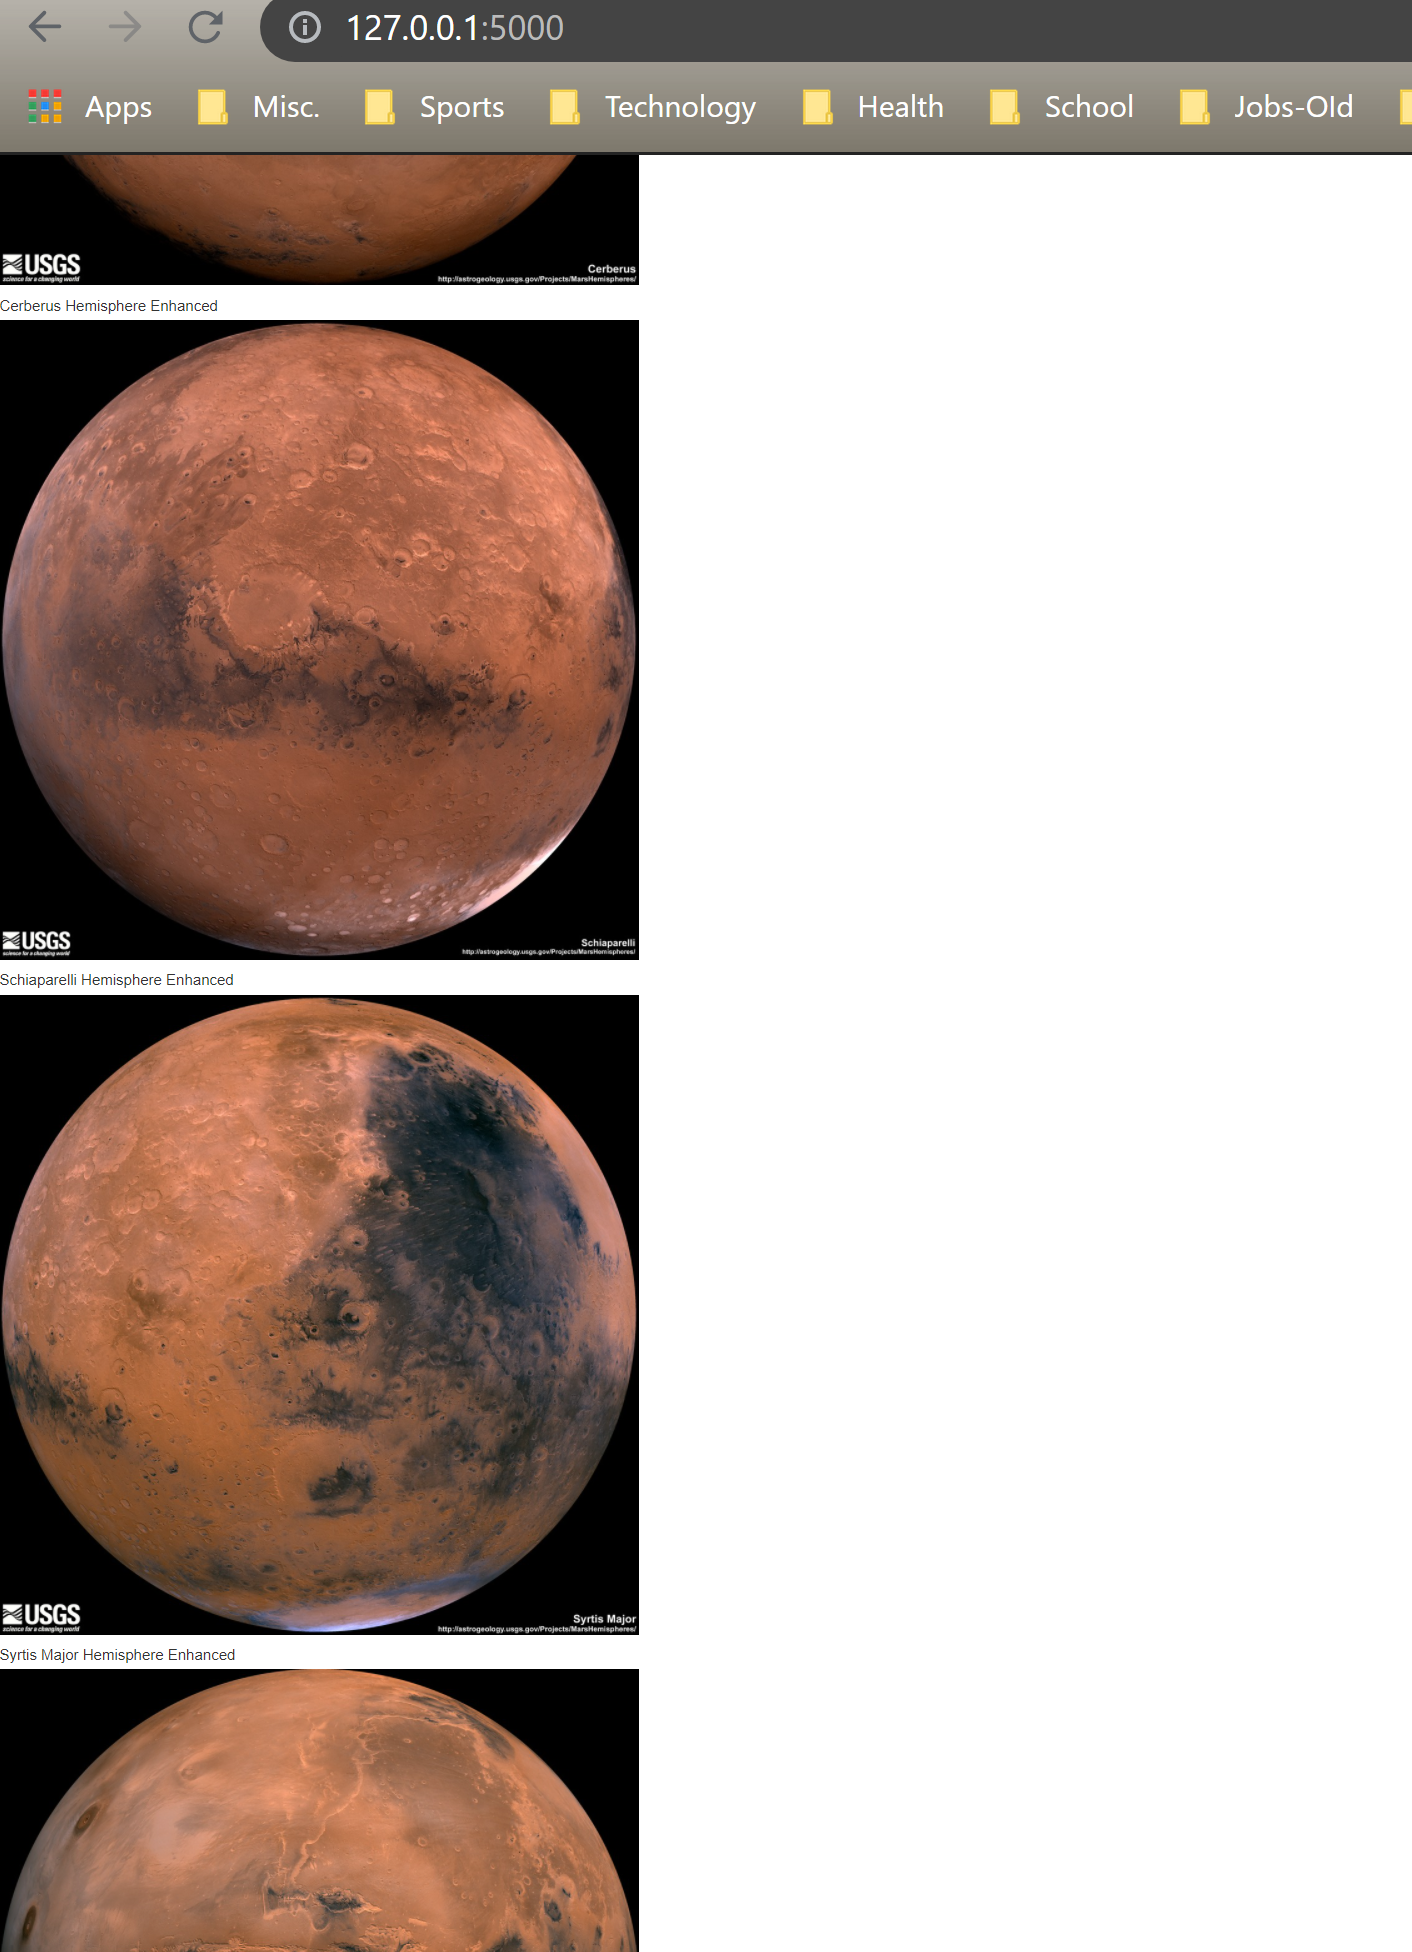 127.0.0.1:5000
Apps Misc. Sports Technology Health School Jobs-Old
USGS
science for a changing world
Cerberus
http://astrogeology.usgs.gov/Projects/MarsHemispheres/
Cerberus Hemisphere Enhanced
USGS
science for a changing world
Schiaparelli
http://astrogeology.usgs.gov/Projects/MarsHemispheres/
Schiaparelli Hemisphere Enhanced
USGS
science for a changing world
Syrtis Major
http://astrogeology.usgs.gov/Projects/MarsHemispheres/
Syrtis Major Hemisphere Enhanced